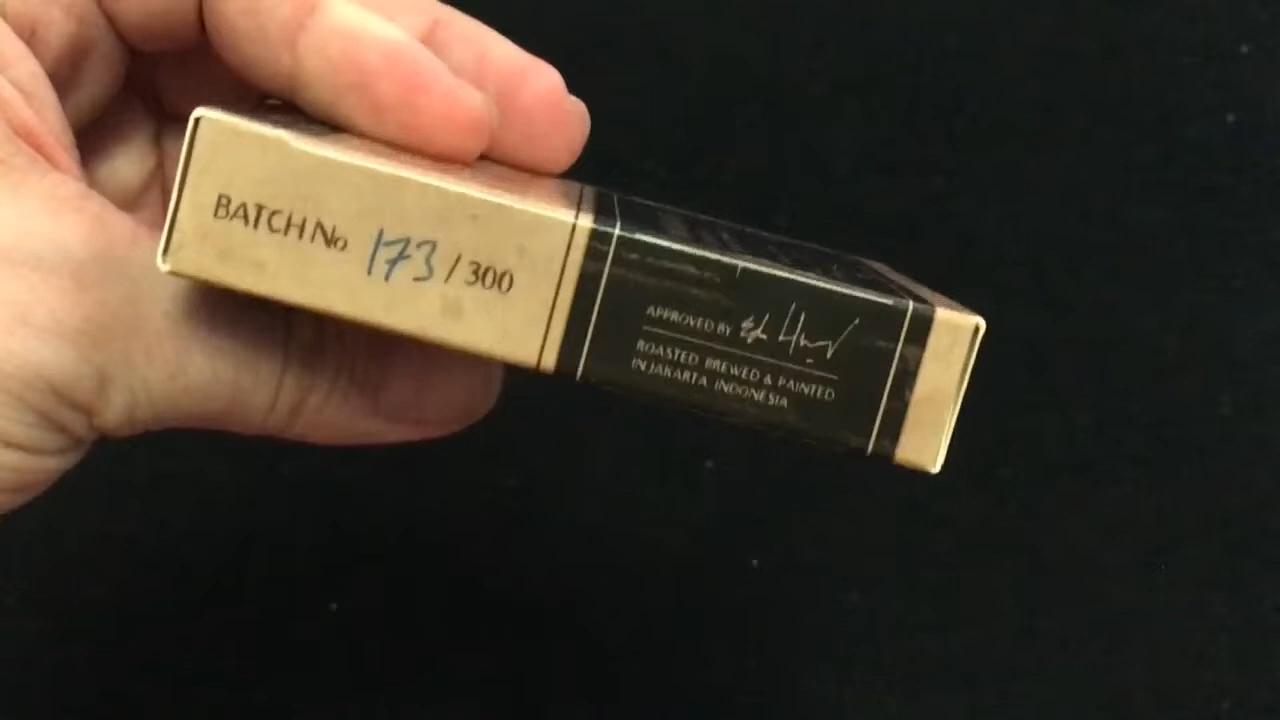 BATCH No 173 / 300
APPROVED BY
ROASTED BREWED & PAINTED
IN JAKARTA INDONESIA